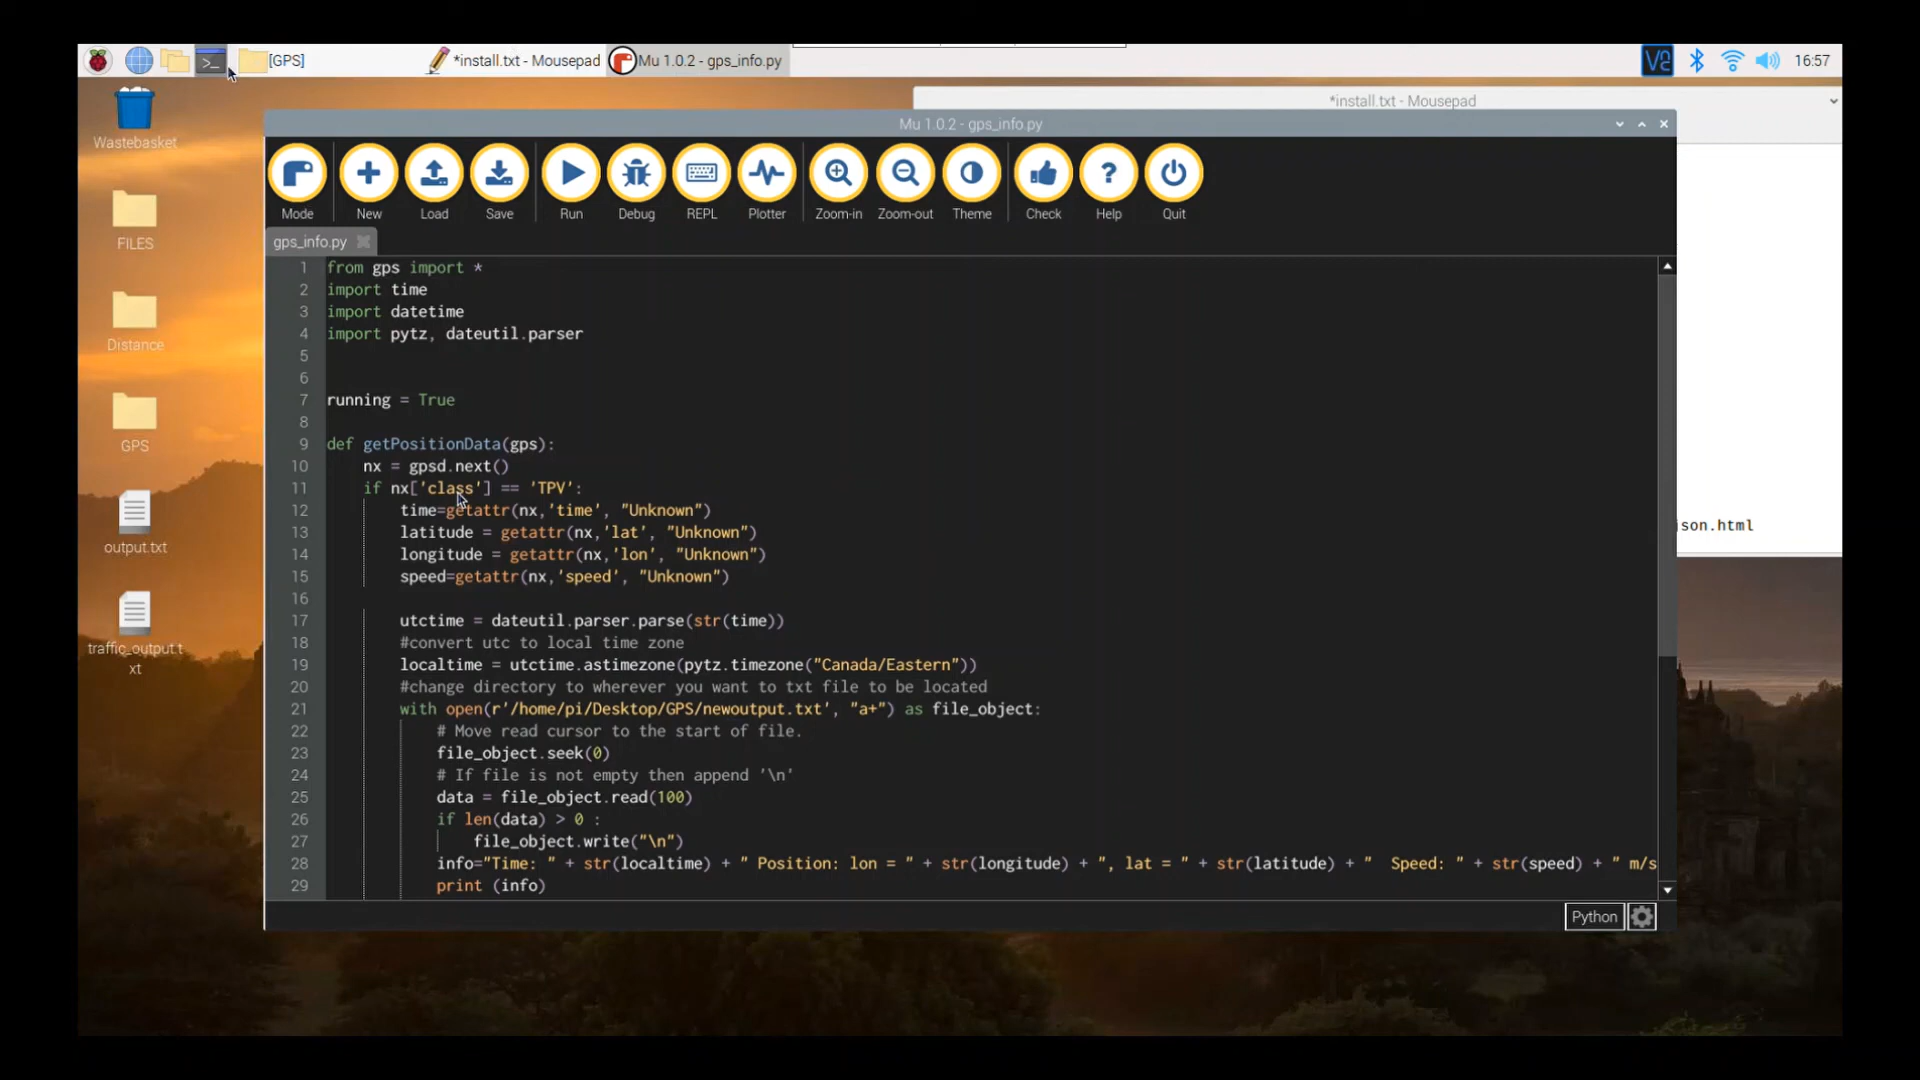 [GPS]
*install.txt - Mousepad
Mu 1.0.2 - gps_info.py
V2
16:57
*install.txt - Mousepad
Mu 1.0.2 - gps_info.py
Wastebasket
FILES
Distance
GPS
output.txt
traffic_output.t
xt
Mode
New
Load
Save
Run
Debug
REPL
Plotter
Zoom-in
Zoom-out
Theme
Check
Help
Quit
gps_info.py
1 from gps import *
2 import time
3 import datetime
4 import pytz, dateutil.parser
5
6
7 running = True
8
9 def getPositionData(gps):
10 nx = gpsd.next()
11 if nx['class'] == 'TPV':
12 time=getattr(nx,'time', "Unknown")
13 latitude = getattr(nx,'lat', "Unknown")
14 longitude = getattr(nx,'lon', "Unknown")
15 speed=getattr(nx,'speed', "Unknown")
16
17 utctime = dateutil.parser.parse(str(time))
18 #convert utc to local time zone
19 localtime = utctime.astimezone(pytz.timezone("Canada/Eastern"))
20 #change directory to wherever you want to txt file to be located
21 with open(r'/home/pi/Desktop/GPS/newoutput.txt', "a+") as file_object:
22 # Move read cursor to the start of file.
23 file_object.seek(0)
24 # If file is not empty then append '\n'
25 data = file_object.read(100)
26 if len(data) > 0 :
27 file_object.write("\n")
28 info="Time: " + str(localtime) + " Position: lon = " + str(longitude) + ", lat = " + str(latitude) + "  Speed: " + str(speed) + " m/s
29 print (info)
json.html
Python